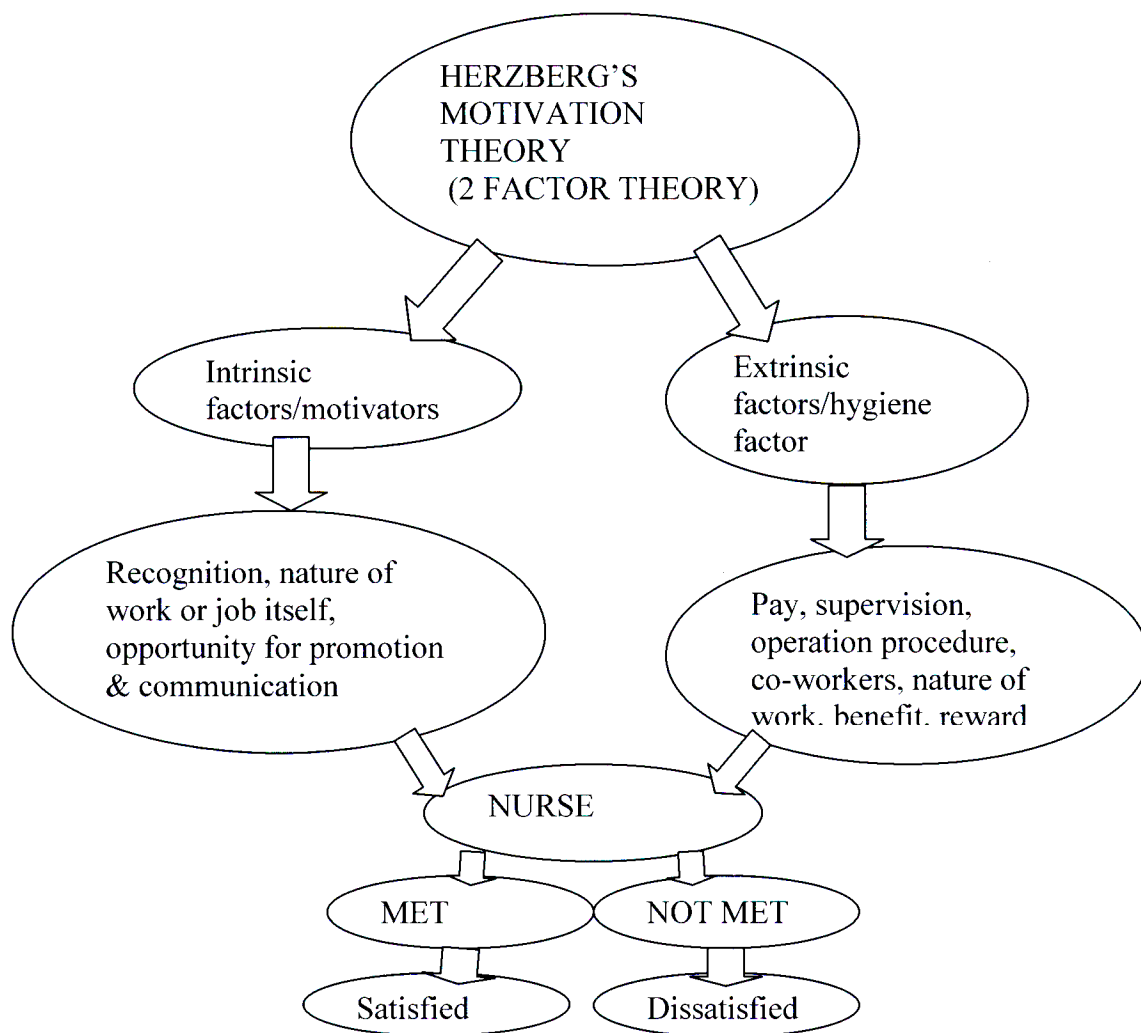 HERZBERG'S
MOTIVATION
THEORY
(2 FACTOR THEORY)
Intrinsic
factors/motivators
Extrinsic
factors/hygiene
factor
Recognition, nature of
work or job itself,
opportunity for promotion
& communication
Pay, supervision,
operation procedure,
co-workers, nature of
work, benefit, reward
NURSE
MET
NOT MET
Satisfied
Dissatisfied